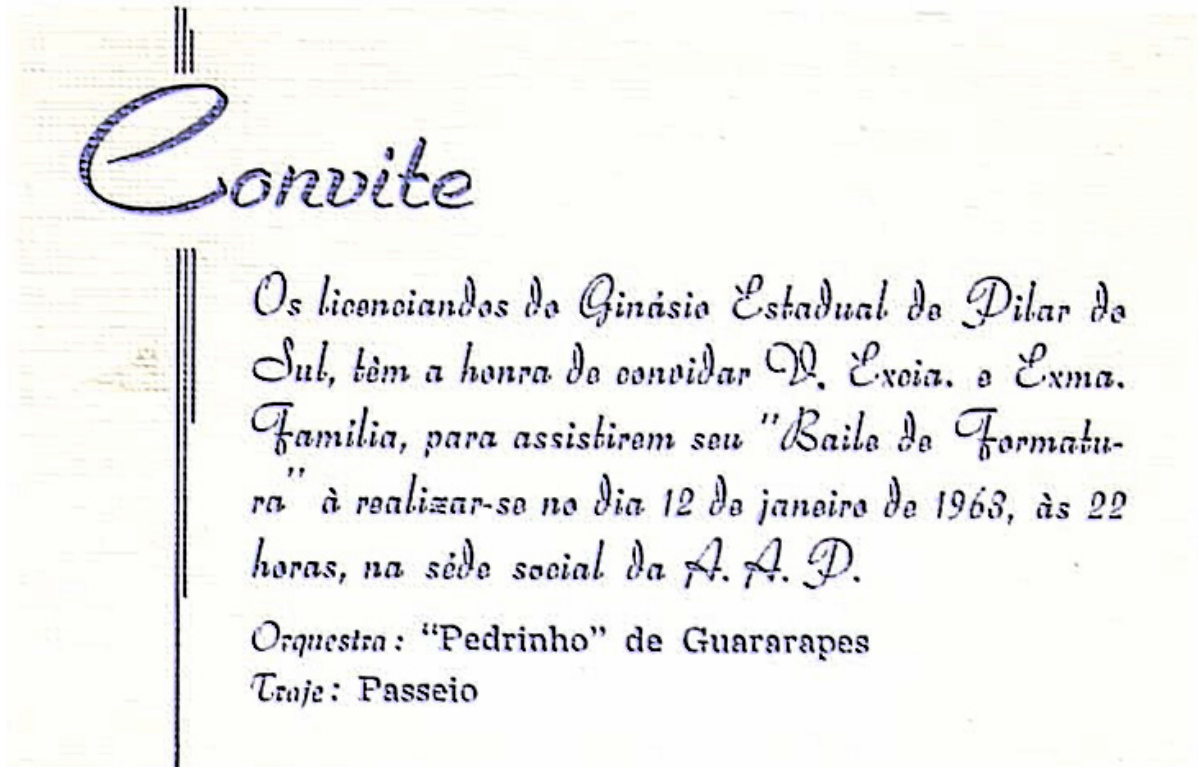 Convite
Os licenciandos do Ginásio Estadual de Pilar do
Sul, têm a honra de convidar V. Excia. e Exma.
Família, para assistirem seu "Baile de Formatu-
ra" à realizar-se no dia 12 de janeiro de 1963, às 22
horas, na séde social da A. A. P.
Orquestra: "Pedrinho" de Guararapes
Traje: Passeio